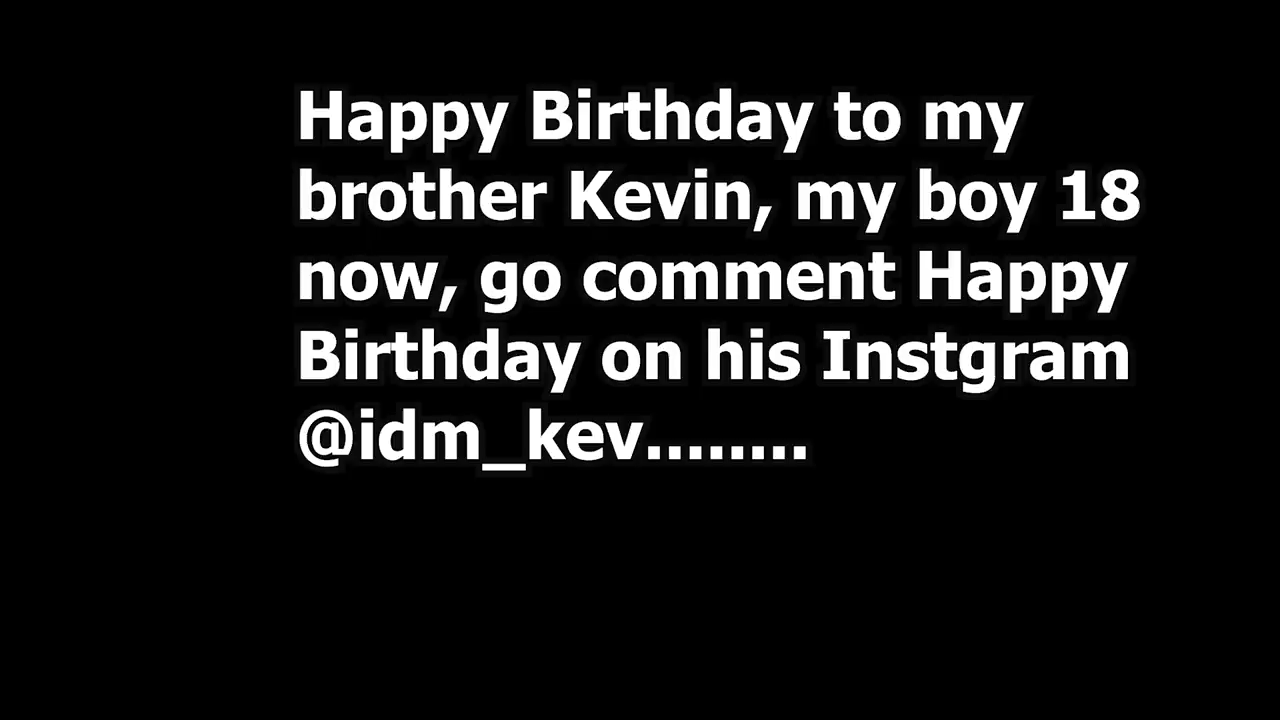 Happy Birthday to my
brother Kevin, my boy 18
now, go comment Happy
Birthday on his Instgram
@idm_kev........